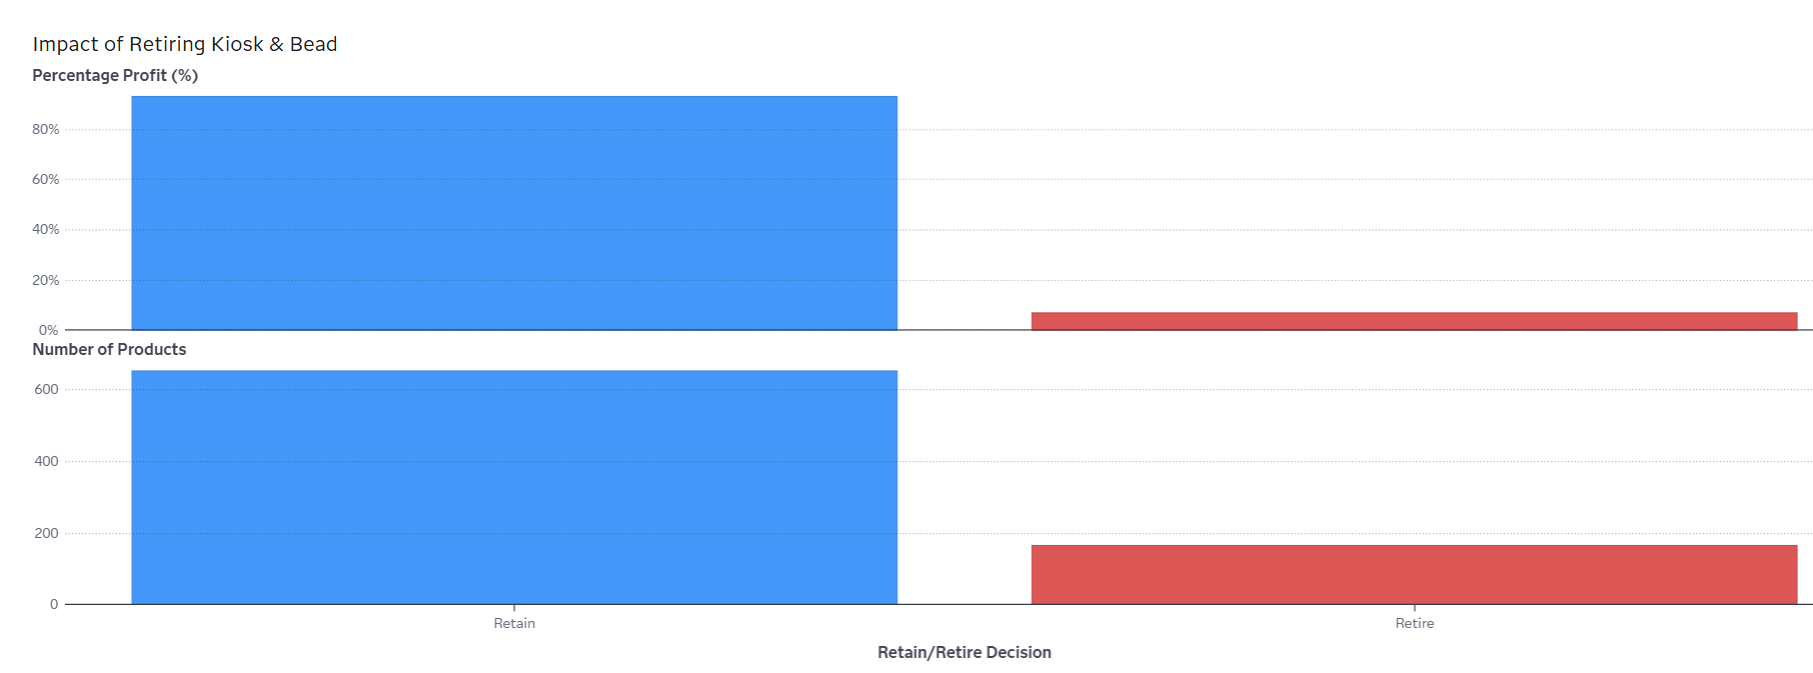 Impact of Retiring Kiosk & Bead
Percentage Profit (%)
80%
60%
40%
20%
0%
Number of Products
600
400
200
0
Retain Retire
Retain/Retire Decision